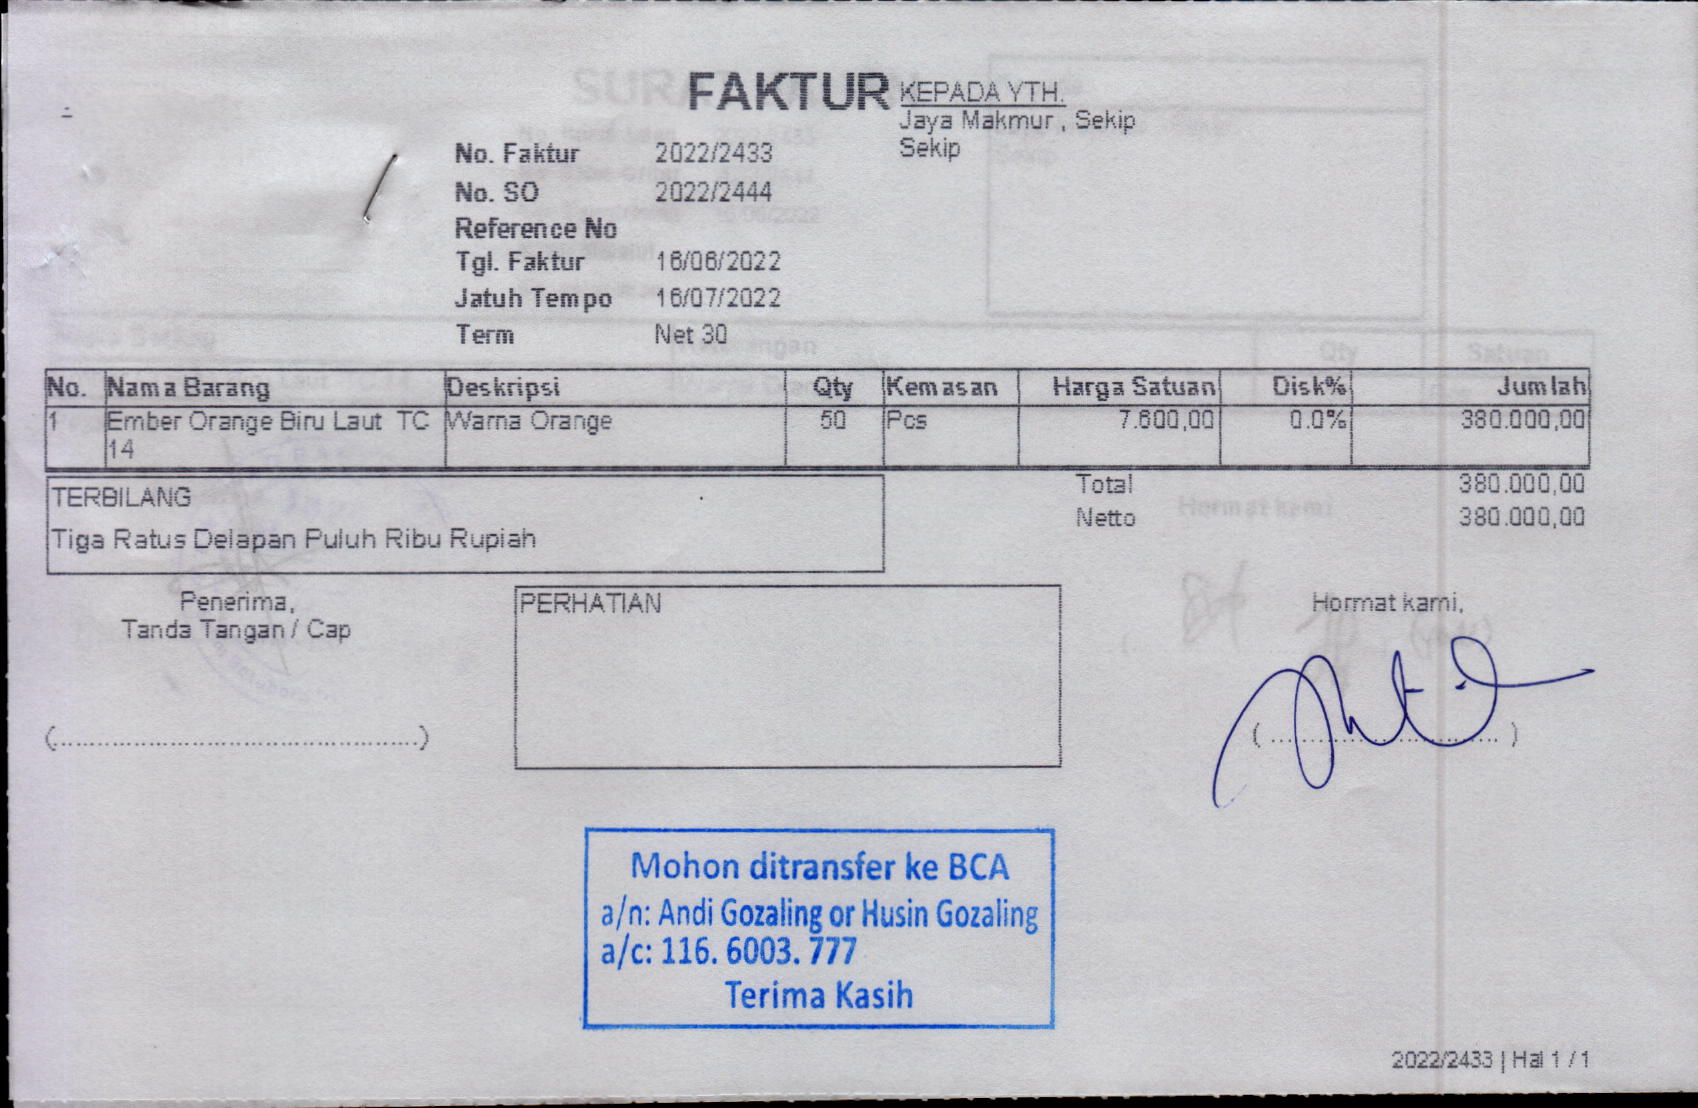 FAKTUR
KEPADA YTH.
Jaya Makmur , Sekip
Sekip
No. Faktur 2022/2433
No. SO 2022/2444
Reference No
Tgl. Faktur 16/06/2022
Jatuh Tempo 16/07/2022
Term Net 30
No. Nama Barang Deskripsi Qty Kemasan Harga Satuan Disk% Jumlah
1 Ember Orange Biru Laut TC Warna Orange 50 Pcs 7.600,00 0.0% 380.000,00
14
Total 380.000,00
Netto 380.000,00
TERBILANG
Tiga Ratus Delapan Puluh Ribu Rupiah
Penerima,
Tanda Tangan / Cap
PERHATIAN
Hormat kami,
Mohon ditransfer ke BCA
a/n: Andi Gozaling or Husin Gozaling
a/c: 116. 6003. 777
Terima Kasih
2022/2433 | Hal 1 / 1